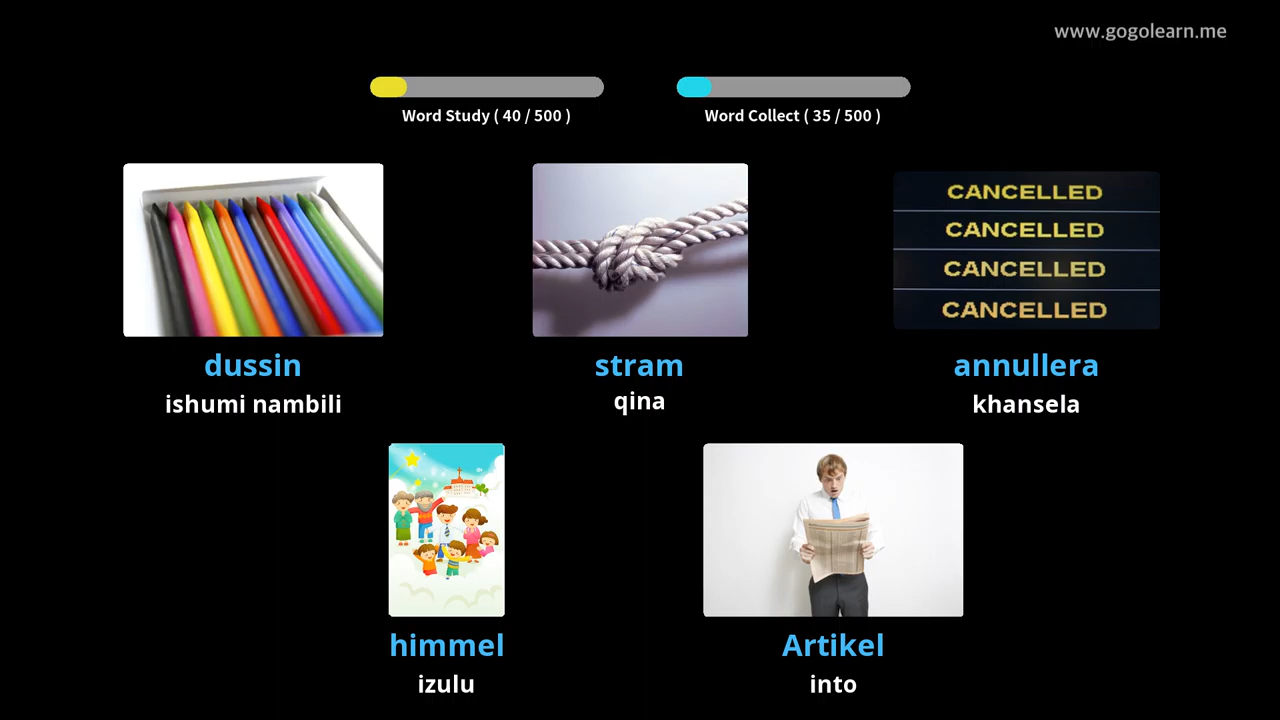 www.gogolearn.me
Word Study ( 40 / 500 )
Word Collect ( 35 / 500 )
CANCELLED
CANCELLED
CANCELLED
CANCELLED
dussin
ishumi nambili
stram
qina
annullera
khansela
himmel
izulu
Artikel
into